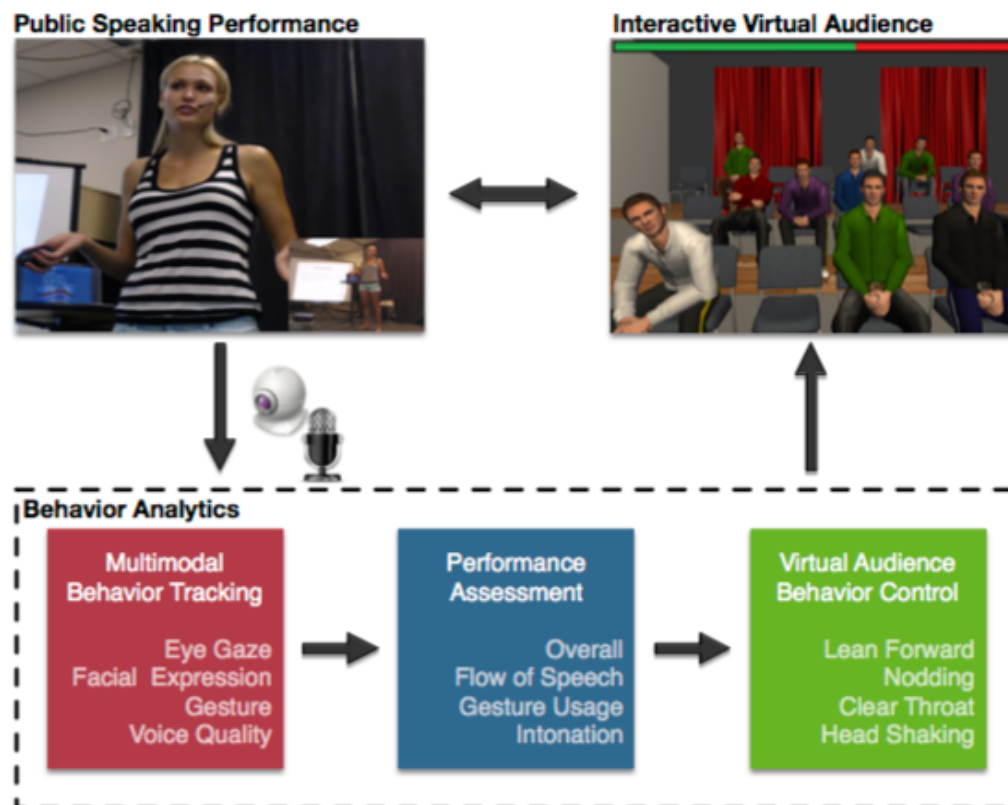 Public Speaking Performance
Interactive Virtual Audience
Behavior Analytics
Multimodal
Behavior Tracking
Eye Gaze
Facial Expression
Gesture
Voice Quality
Performance
Assessment
Overall
Flow of Speech
Gesture Usage
Intonation
Virtual Audience
Behavior Control
Lean Forward
Nodding
Clear Throat
Head Shaking